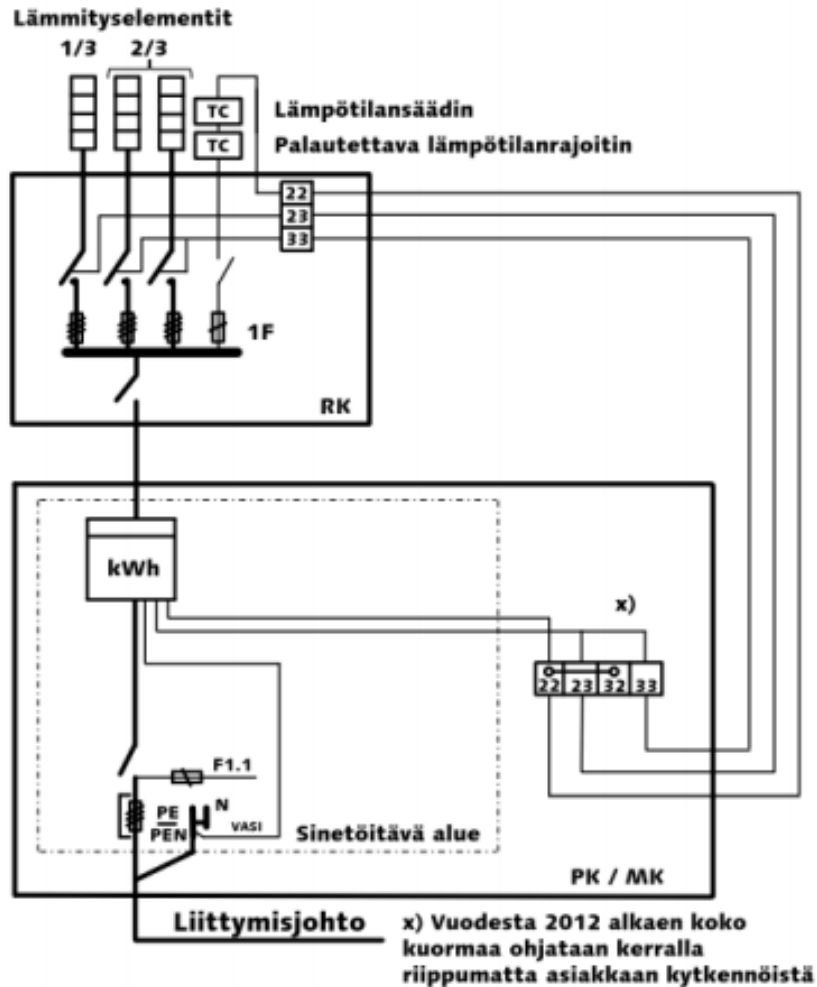 Lämmityselementit
1/3 2/3
TC Lämpötilansäädin
TC Palautettava lämpötilanrajoitin
22
23
33
1F
RK
kWh
x)
22 23 32 33
F1.1
PE
PEN
N
VASI
Sinetöitävä alue
PK / MK
Liittymisjohto
x) Vuodesta 2012 alkaen koko
kuormaa ohjataan kerralla
riippumatta asiakkaan kytkennöistä